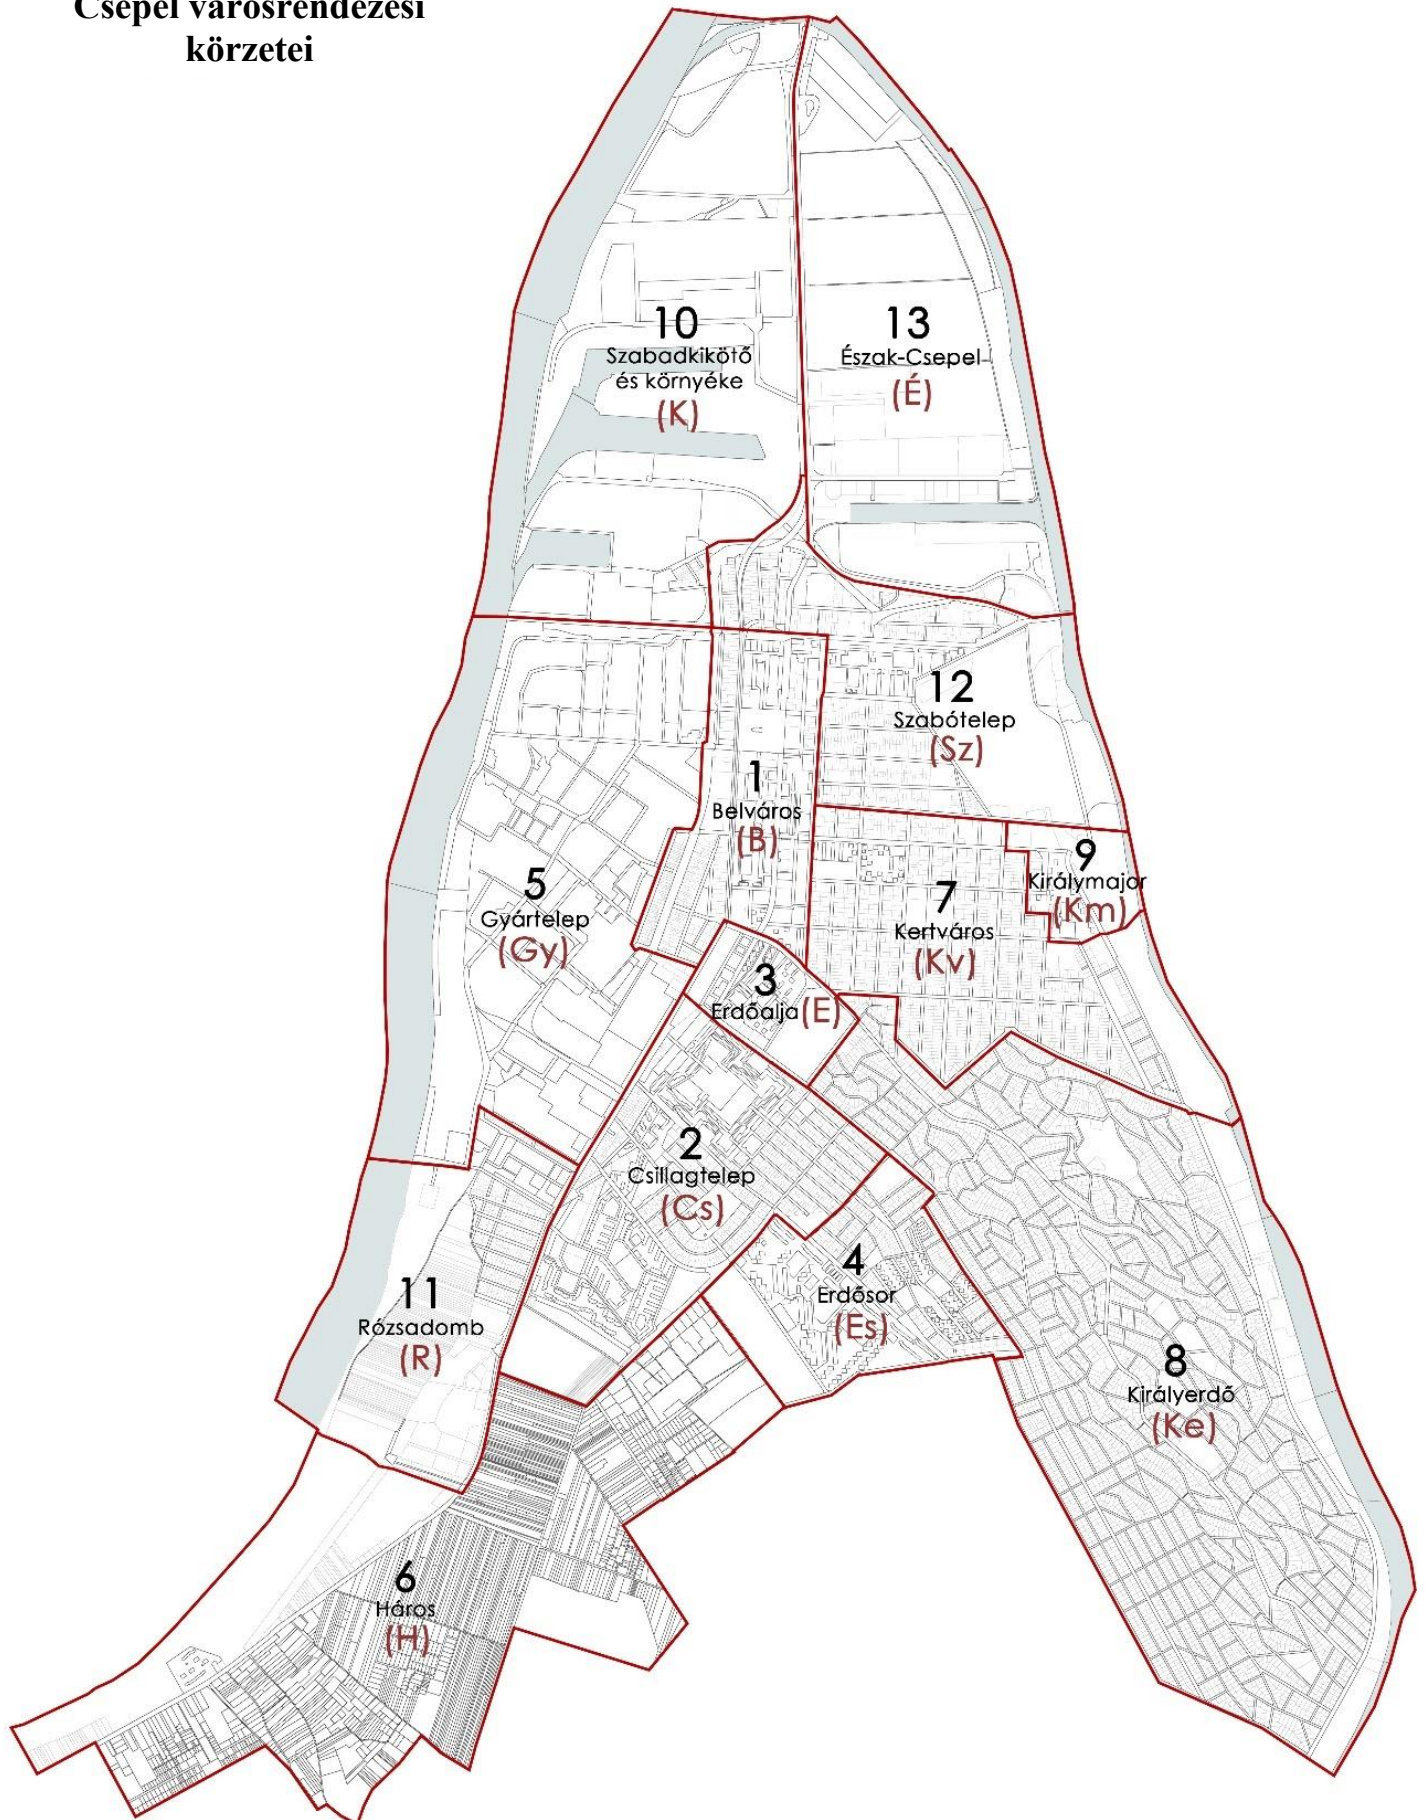 Csepel városrendezési
körzetei
10
Szabadkikötő
és környéke
(K)
13
Észak-Csepel
(É)
12
Szabótelep
(Sz)
1
Belváros
(B)
9
Királymajor
(Km)
5
Gyártelep
(Gy)
7
Kertváros
(Kv)
3
Erdőalja (E)
2
Csillagtelep
(Cs)
4
Erdősor
(Es)
11
Rózsadomb
(R)
8
Királyerdő
(Ke)
6
Háros
(H)